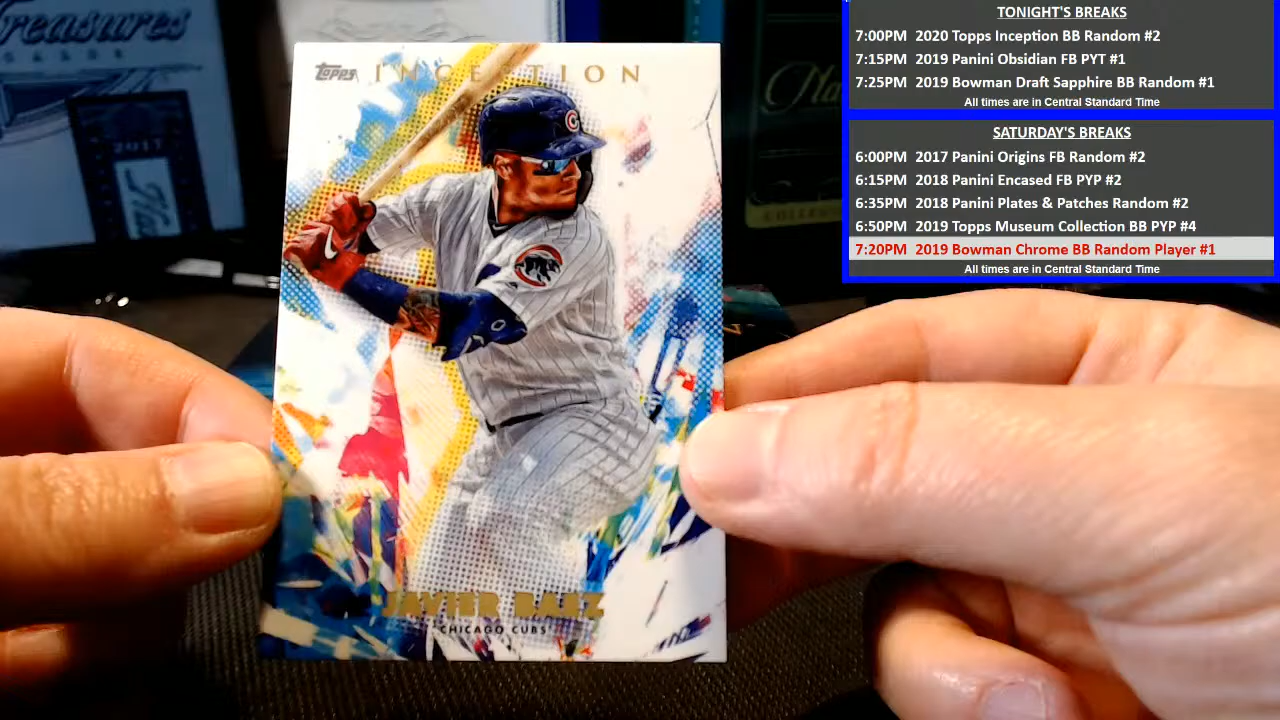 Treasures
2017
Topps INCEPTION
C
JAVIER BAEZ
CHICAGO CUBS
TONIGHT'S BREAKS
7:00PM 2020 Topps Inception BB Random #2
7:15PM 2019 Panini Obsidian FB PYT #1
7:25PM 2019 Bowman Draft Sapphire BB Random #1
All times are in Central Standard Time
SATURDAY'S BREAKS
6:00PM 2017 Panini Origins FB Random #2
6:15PM 2018 Panini Encased FB PYP #2
6:35PM 2018 Panini Plates & Patches Random #2
6:50PM 2019 Topps Museum Collection BB PYP #4
7:20PM 2019 Bowman Chrome BB Random Player #1
All times are in Central Standard Time